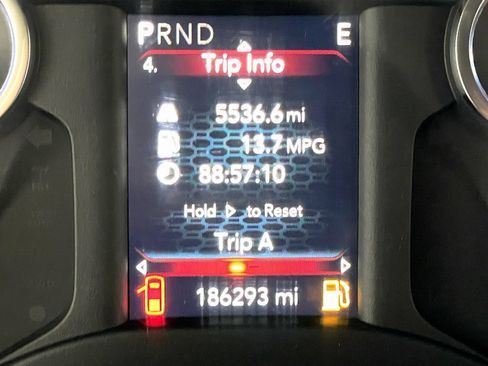 PRND E
4. Trip Info
5536.6 mi
13.7 MPG
88:57:10
Hold ▷ to Reset
Trip A
186293 mi